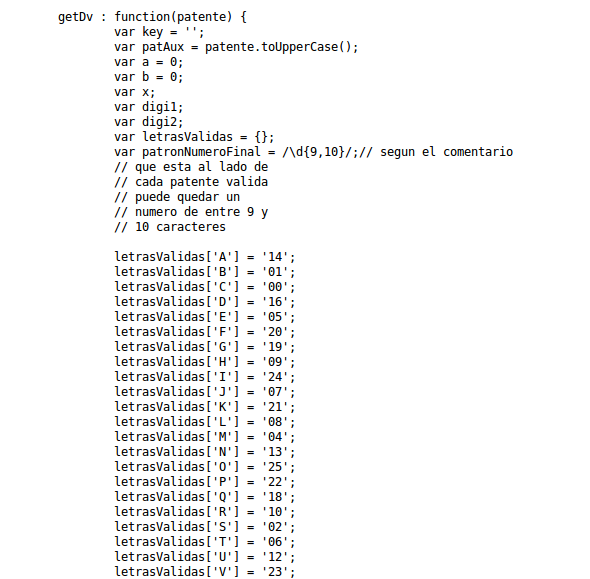 getDv : function(patente) {
var key = '';
var patAux = patente.toUpperCase();
var a = 0;
var b = 0;
var x;
var digi1;
var digi2;
var letrasValidas = {};
var patronNumeroFinal = /\d{9,10}/;// segun el comentario
// que esta al lado de
// cada patente valida
// puede quedar un
// numero de entre 9 y
// 10 caracteres
letrasValidas['A'] = '14';
letrasValidas['B'] = '01';
letrasValidas['C'] = '00';
letrasValidas['D'] = '16';
letrasValidas['E'] = '05';
letrasValidas['F'] = '20';
letrasValidas['G'] = '19';
letrasValidas['H'] = '09';
letrasValidas['I'] = '24';
letrasValidas['J'] = '07';
letrasValidas['K'] = '21';
letrasValidas['L'] = '08';
letrasValidas['M'] = '04';
letrasValidas['N'] = '13';
letrasValidas['O'] = '25';
letrasValidas['P'] = '22';
letrasValidas['Q'] = '18';
letrasValidas['R'] = '10';
letrasValidas['S'] = '02';
letrasValidas['T'] = '06';
letrasValidas['U'] = '12';
letrasValidas['V'] = '23';